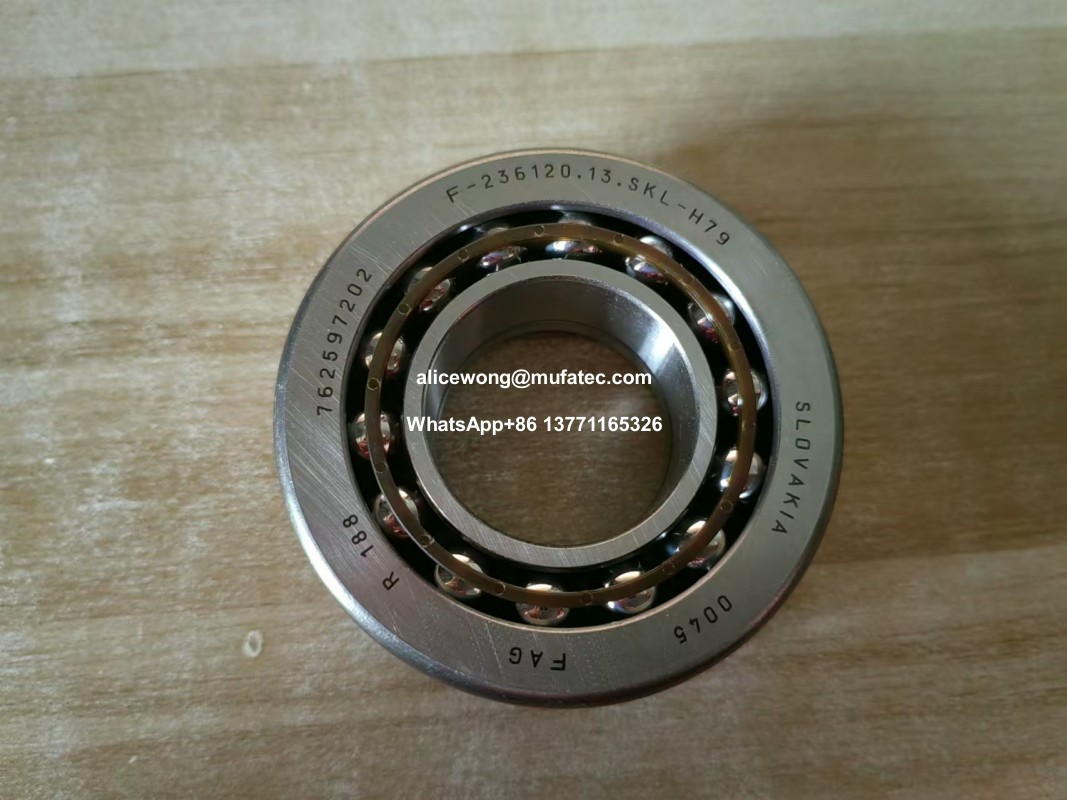 F-236120.13.SKL-H79
762597202
alicewong@mufatec.com
WhatsApp+86 13771165326
SLOVAKIA
R 188
0045
FAG